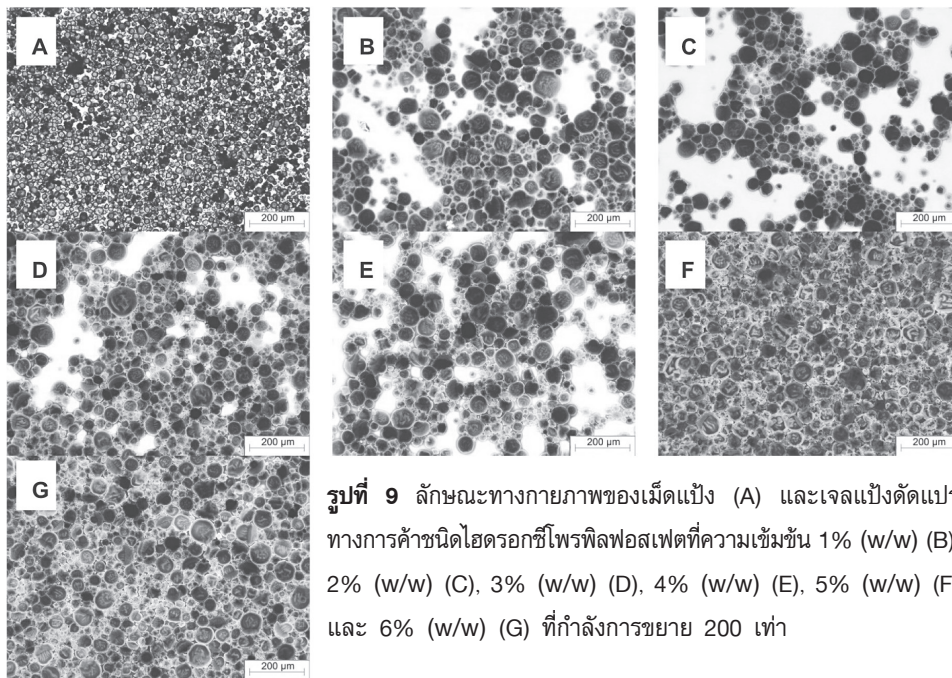 A
B
C
200 µm
200 µm
200 µm
D
E
F
200 µm
200 µm
200 µm
G
200 µm
รูปที่ 9 ลักษณะทางกายภาพของเม็ดแป้ง (A) และเจลแป้งดัดแปร
ทางการค้าชนิดไฮดรอกซีโพรพิลฟอสเฟตที่ความเข้มข้น 1% (w/w) (B)
2% (w/w) (C), 3% (w/w) (D), 4% (w/w) (E), 5% (w/w) (F
และ 6% (w/w) (G) ที่กำลังการขยาย 200 เท่า